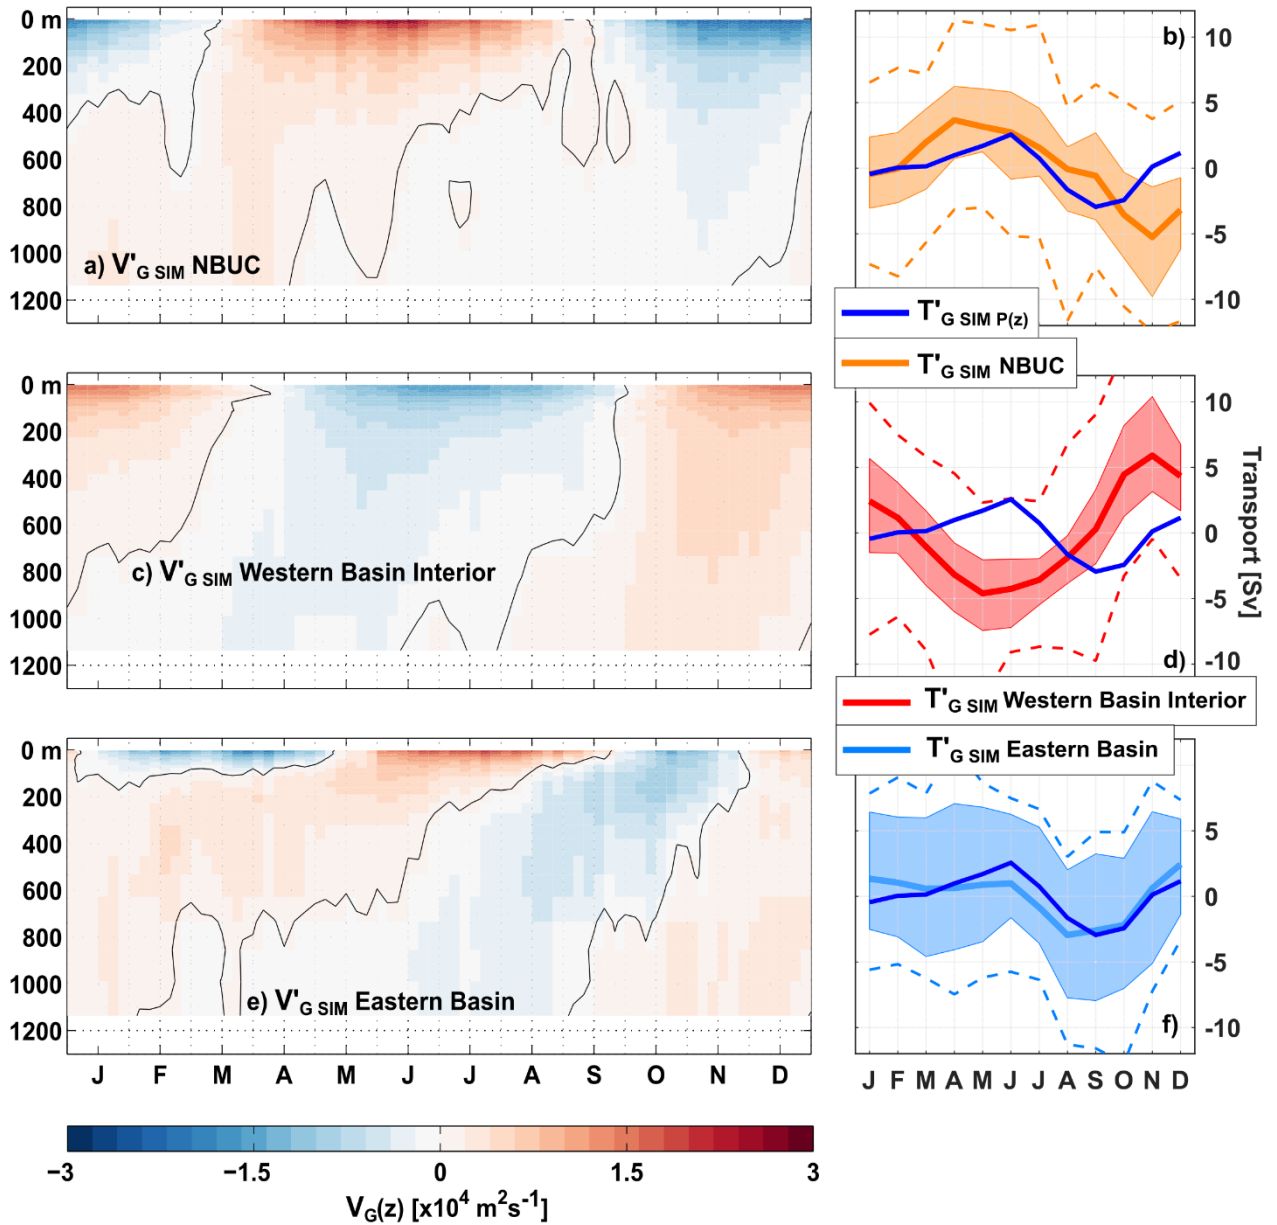 0 m
200
400
600
800
1000
1200
a) V'G SIM NBUC
b)
10
5
0
-5
-10
T'G SIM P(z)
T'G SIM NBUC
0 m
200
400
600
800
1000
1200
c) V'G SIM Western Basin Interior
10
5
0
-5
-10
d)
Transport [Sv]
T'G SIM Western Basin Interior
T'G SIM Eastern Basin
0 m
200
400
600
800
1000
1200
e) V'G SIM Eastern Basin
5
0
-5
-10
f)
J F M A M J J A S O N D
J F M A M J J A S O N D
−3 −1.5 0 1.5 3
VG(z) [x10⁴ m²s⁻¹]